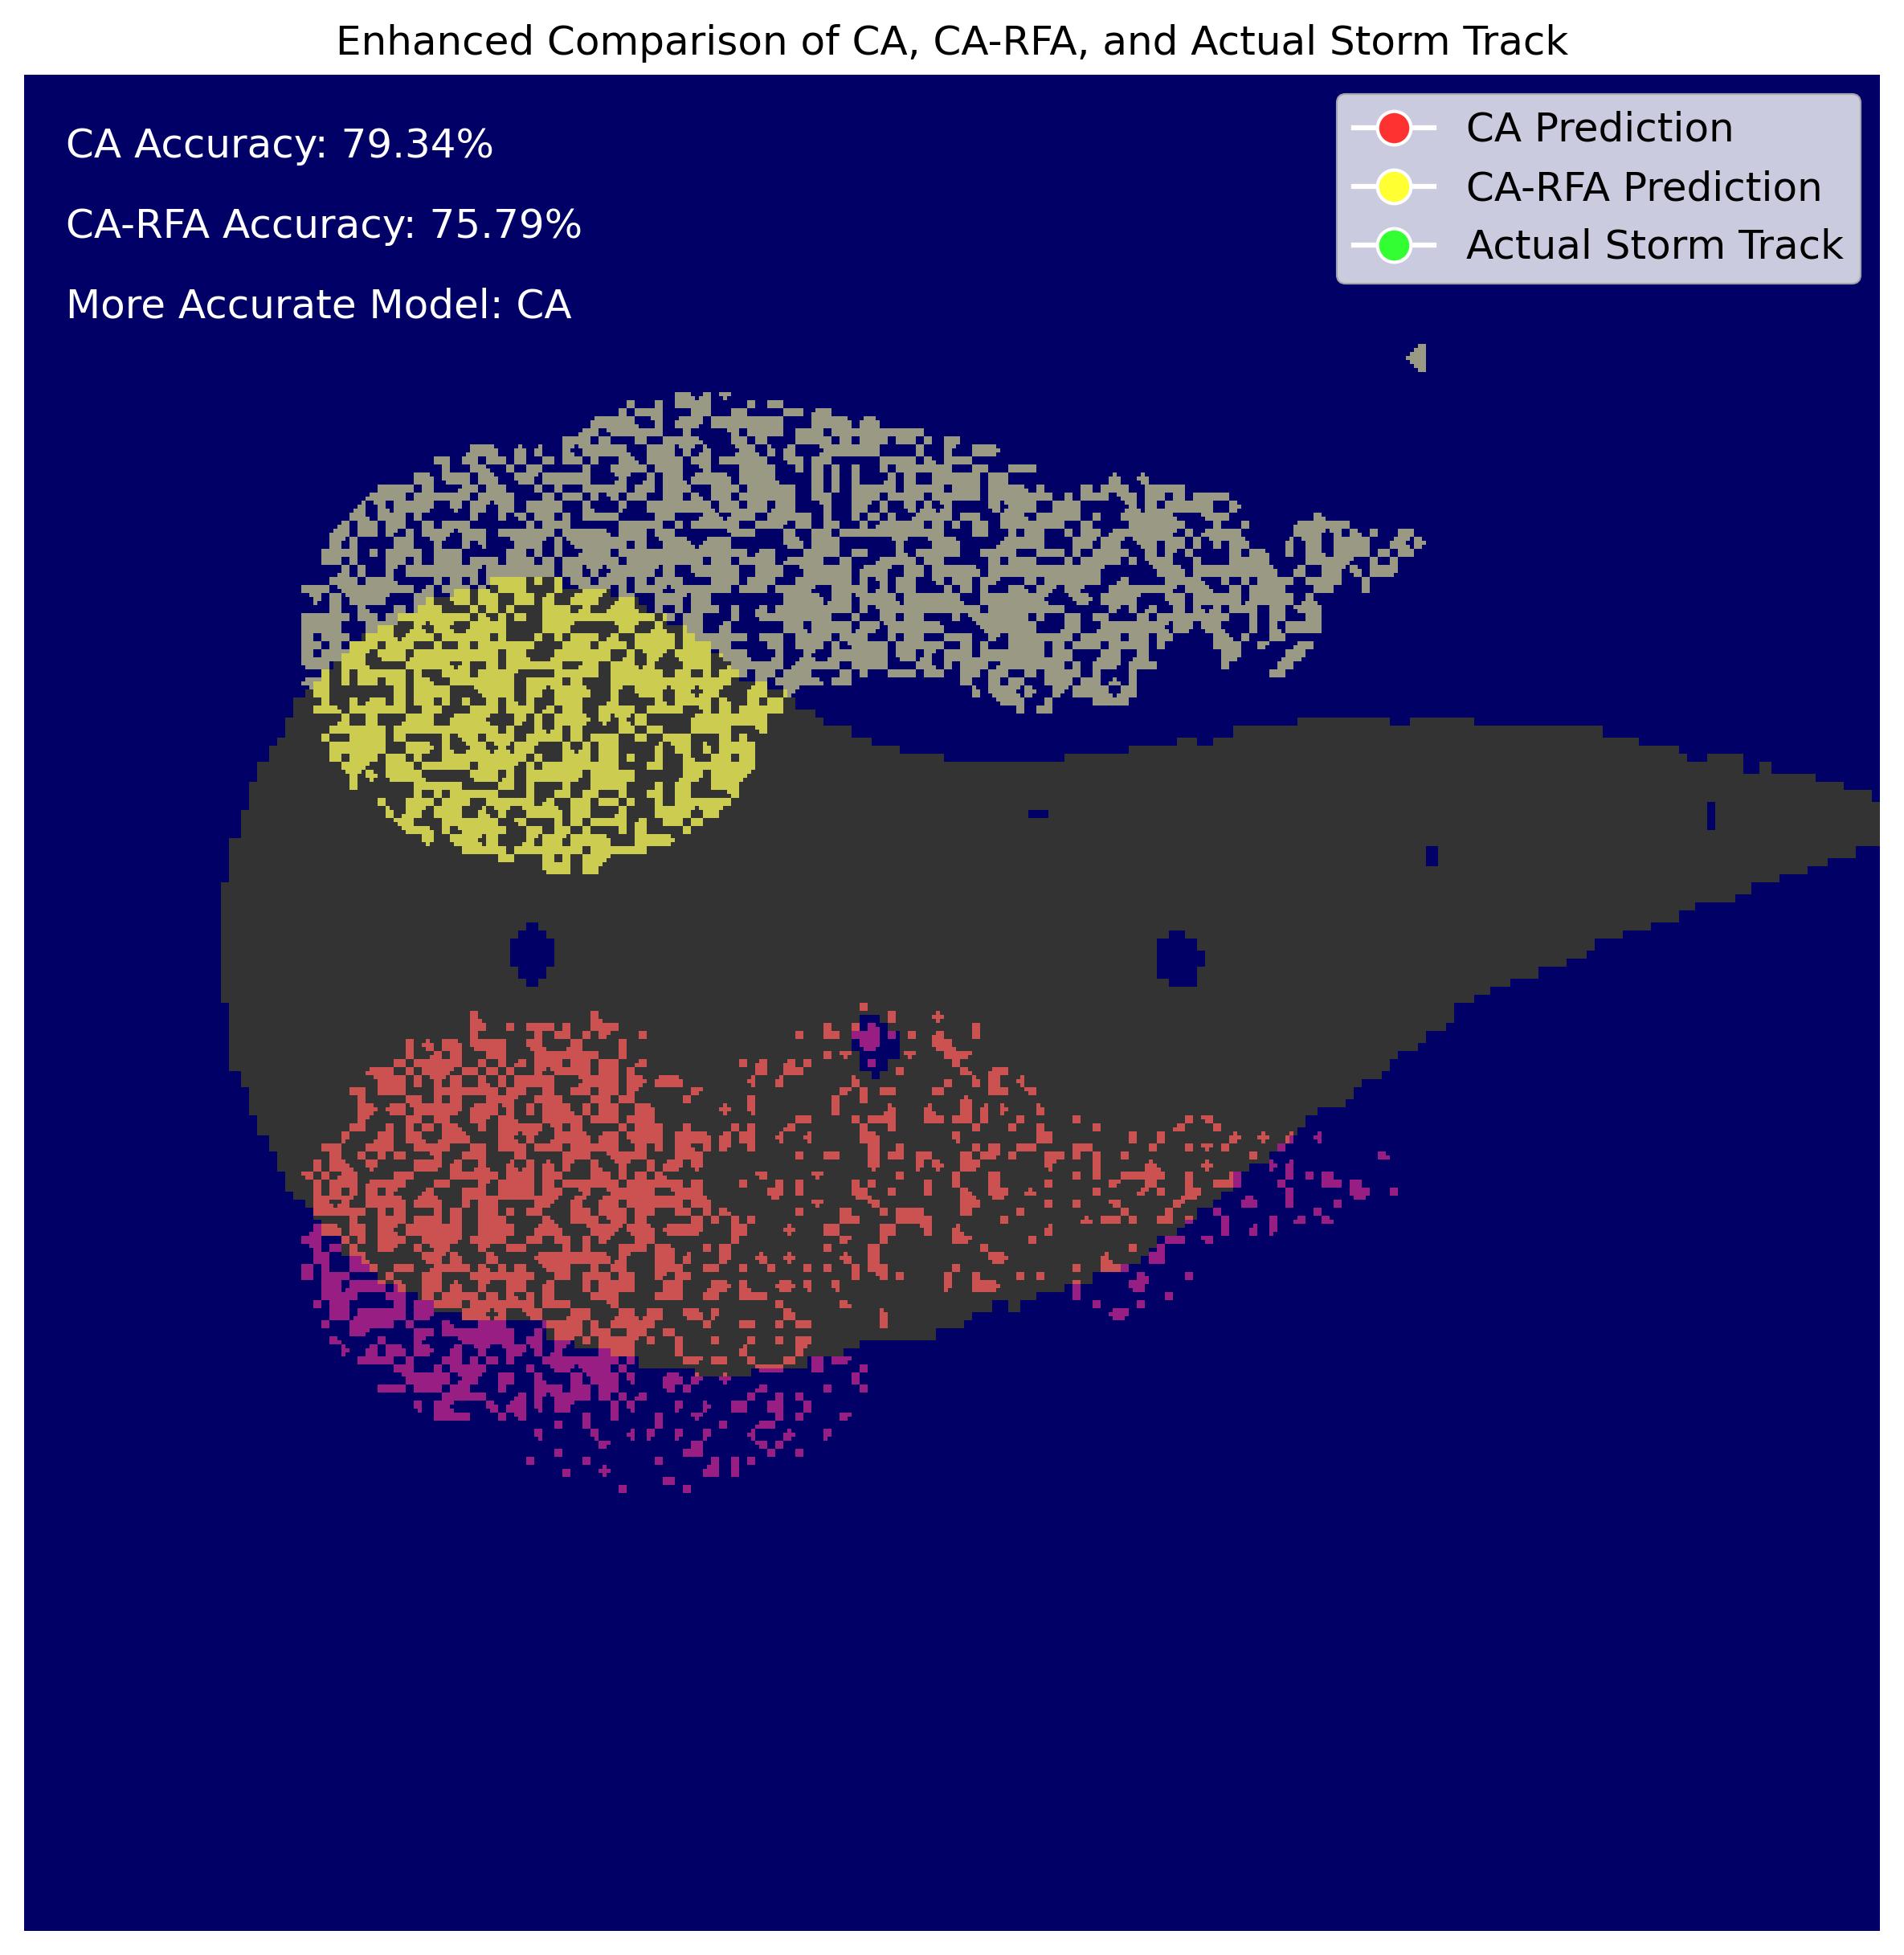 Enhanced Comparison of CA, CA-RFA, and Actual Storm Track
CA Accuracy: 79.34%
CA-RFA Accuracy: 75.79%
More Accurate Model: CA
CA Prediction
CA-RFA Prediction
Actual Storm Track